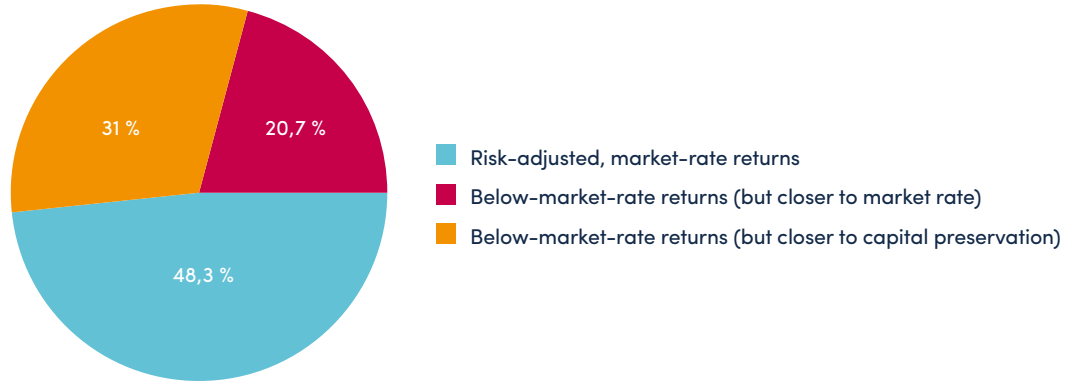 31 %
20,7 %
48,3 %
Risk-adjusted, market-rate returns
Below-market-rate returns (but closer to market rate)
Below-market-rate returns (but closer to capital preservation)